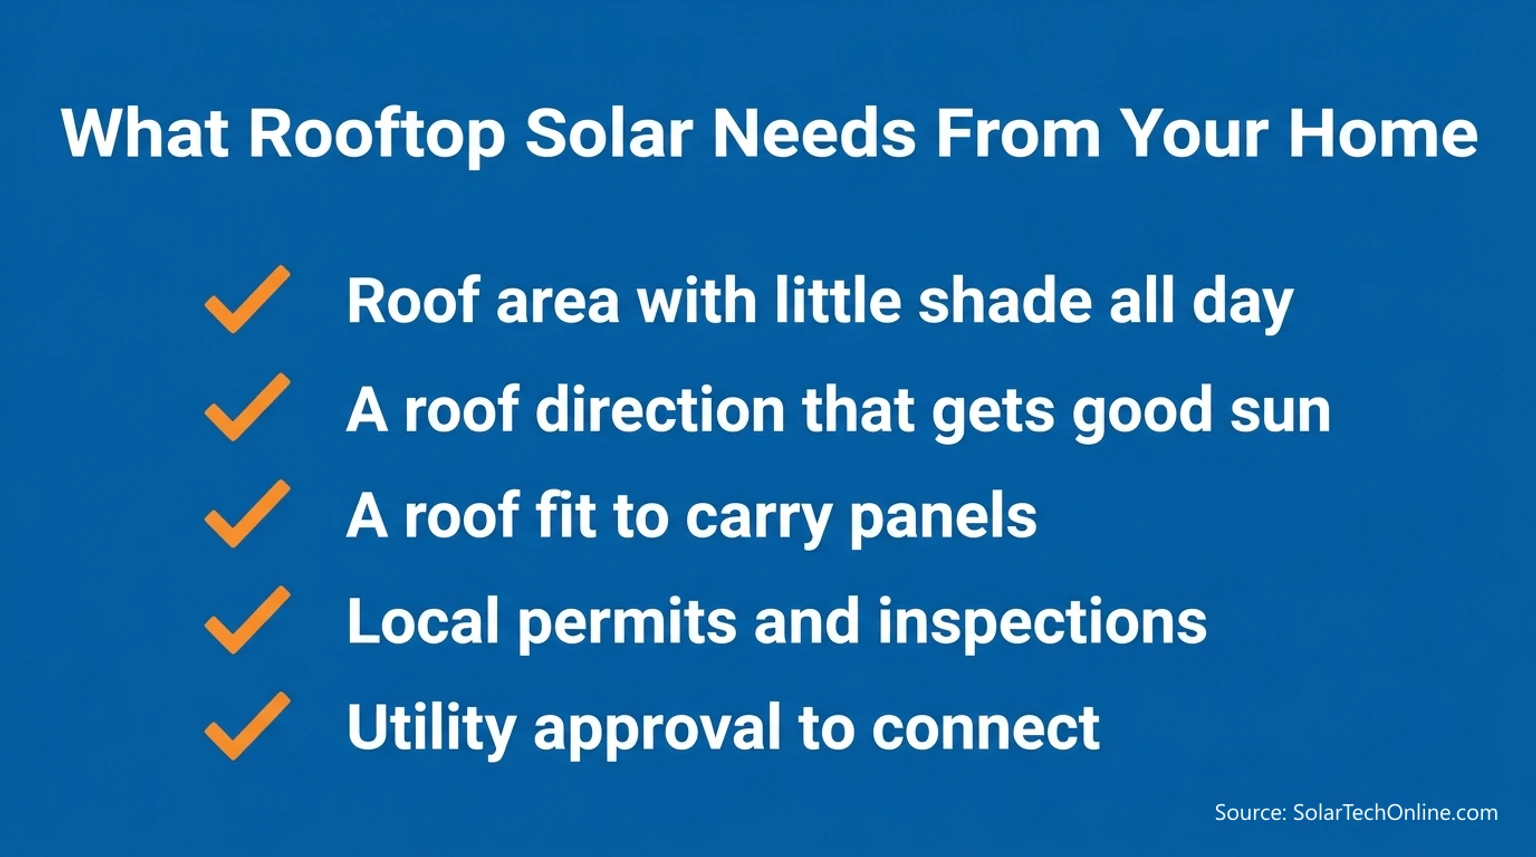 What Rooftop Solar Needs From Your Home
Roof area with little shade all day
A roof direction that gets good sun
A roof fit to carry panels
Local permits and inspections
Utility approval to connect
Source: SolarTechOnline.com